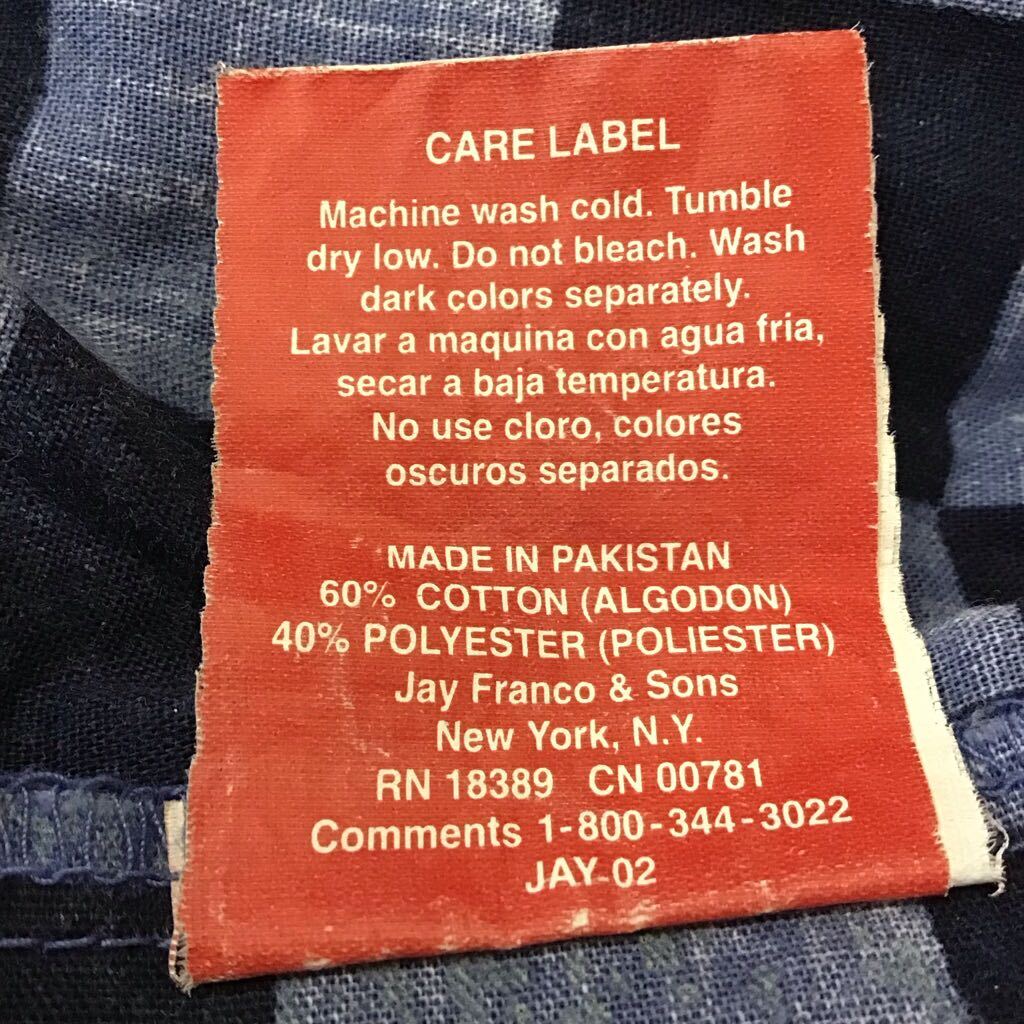 CARE LABEL
Machine wash cold. Tumble
dry low. Do not bleach. Wash
dark colors separately.
Lavar a maquina con agua fria,
secar a baja temperatura.
No use cloro, colores
oscuros separados.
MADE IN PAKISTAN
60% COTTON (ALGODON)
40% POLYESTER (POLIESTER)
Jay Franco & Sons
New York, N.Y.
RN 18389 CN 00781
Comments 1-800-344-3022
JAY-02